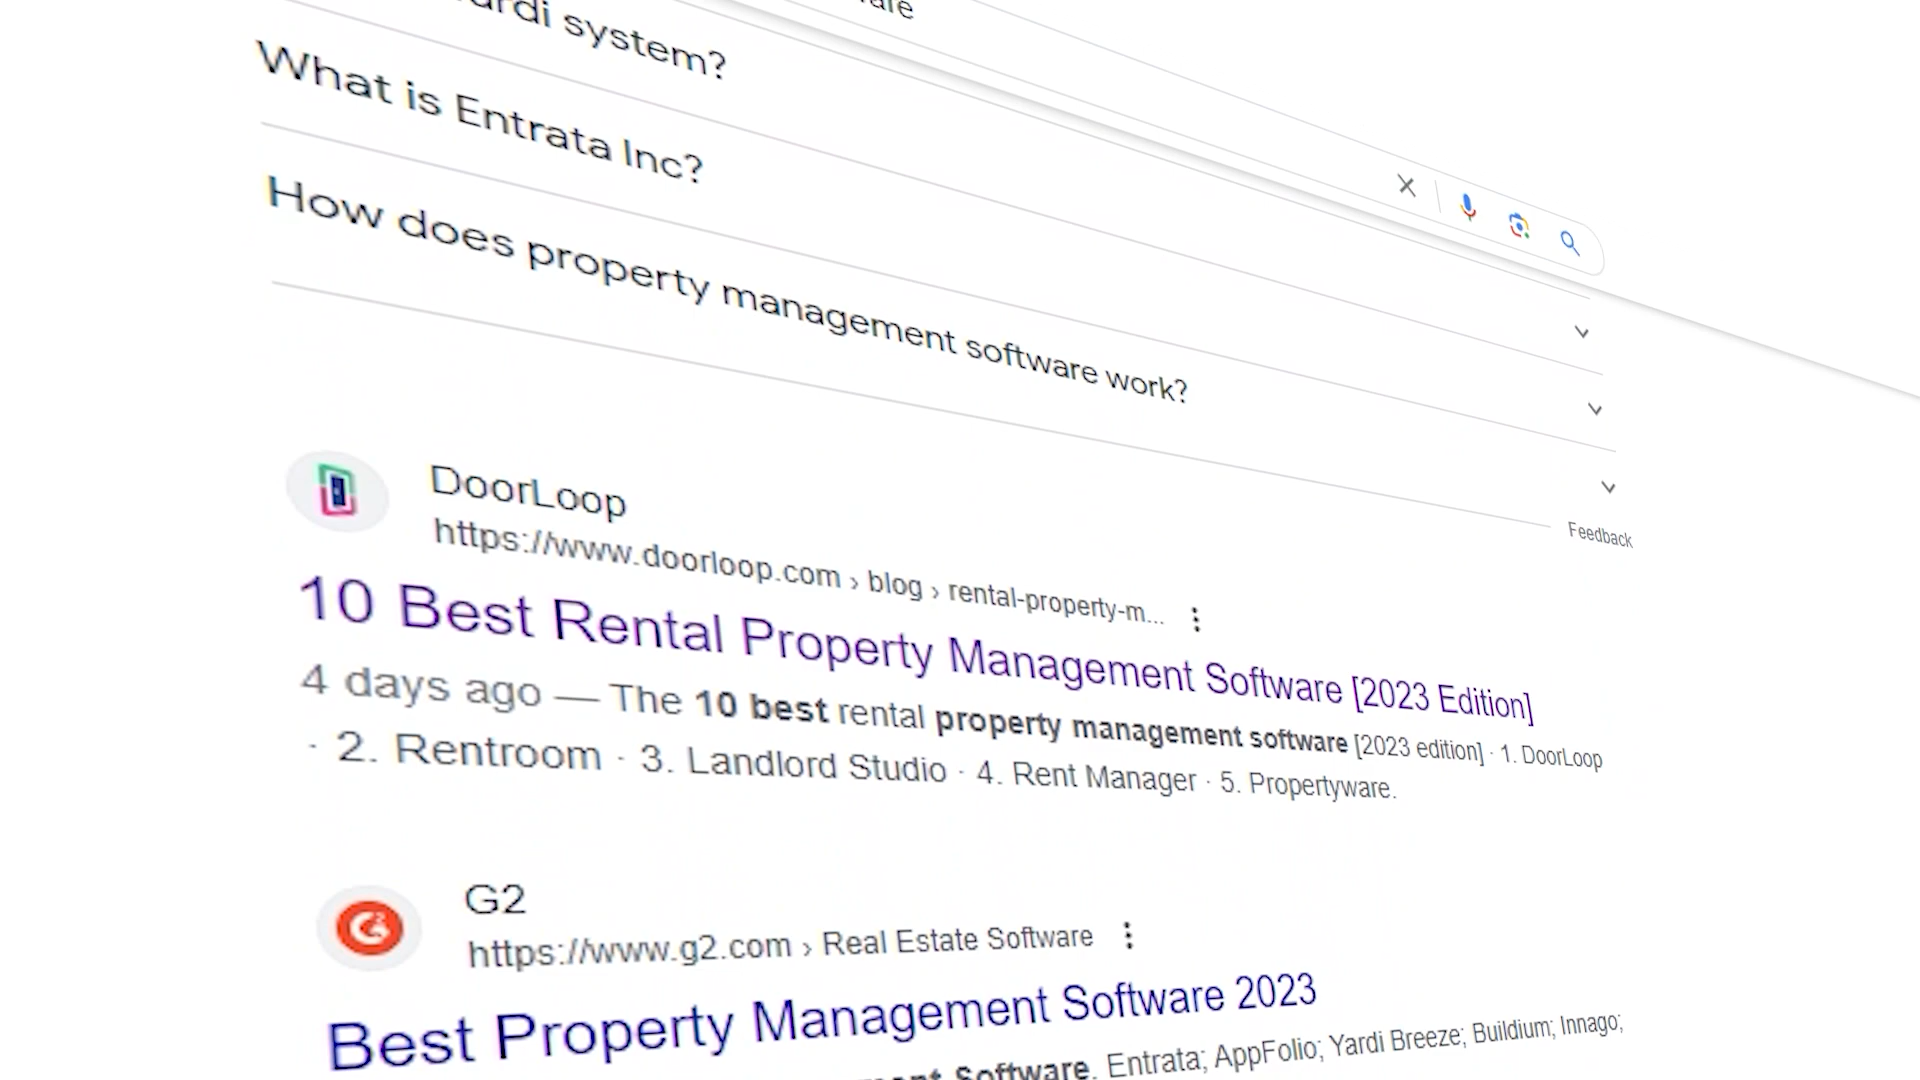 system?
What is Entrata Inc?
How does property management software work?
Feedback
DoorLoop
https://www.doorloop.com › blog › rental-property-m...
10 Best Rental Property Management Software [2023 Edition]
4 days ago — The 10 best rental property management software [2023 edition] · 1. DoorLoop
· 2. Rentroom · 3. Landlord Studio · 4. Rent Manager · 5. Propertyware.
G2
https://www.g2.com › Real Estate Software
Best Property Management Software 2023
Software. Entrata; AppFolio; Yardi Breeze; Buildium; Innago;